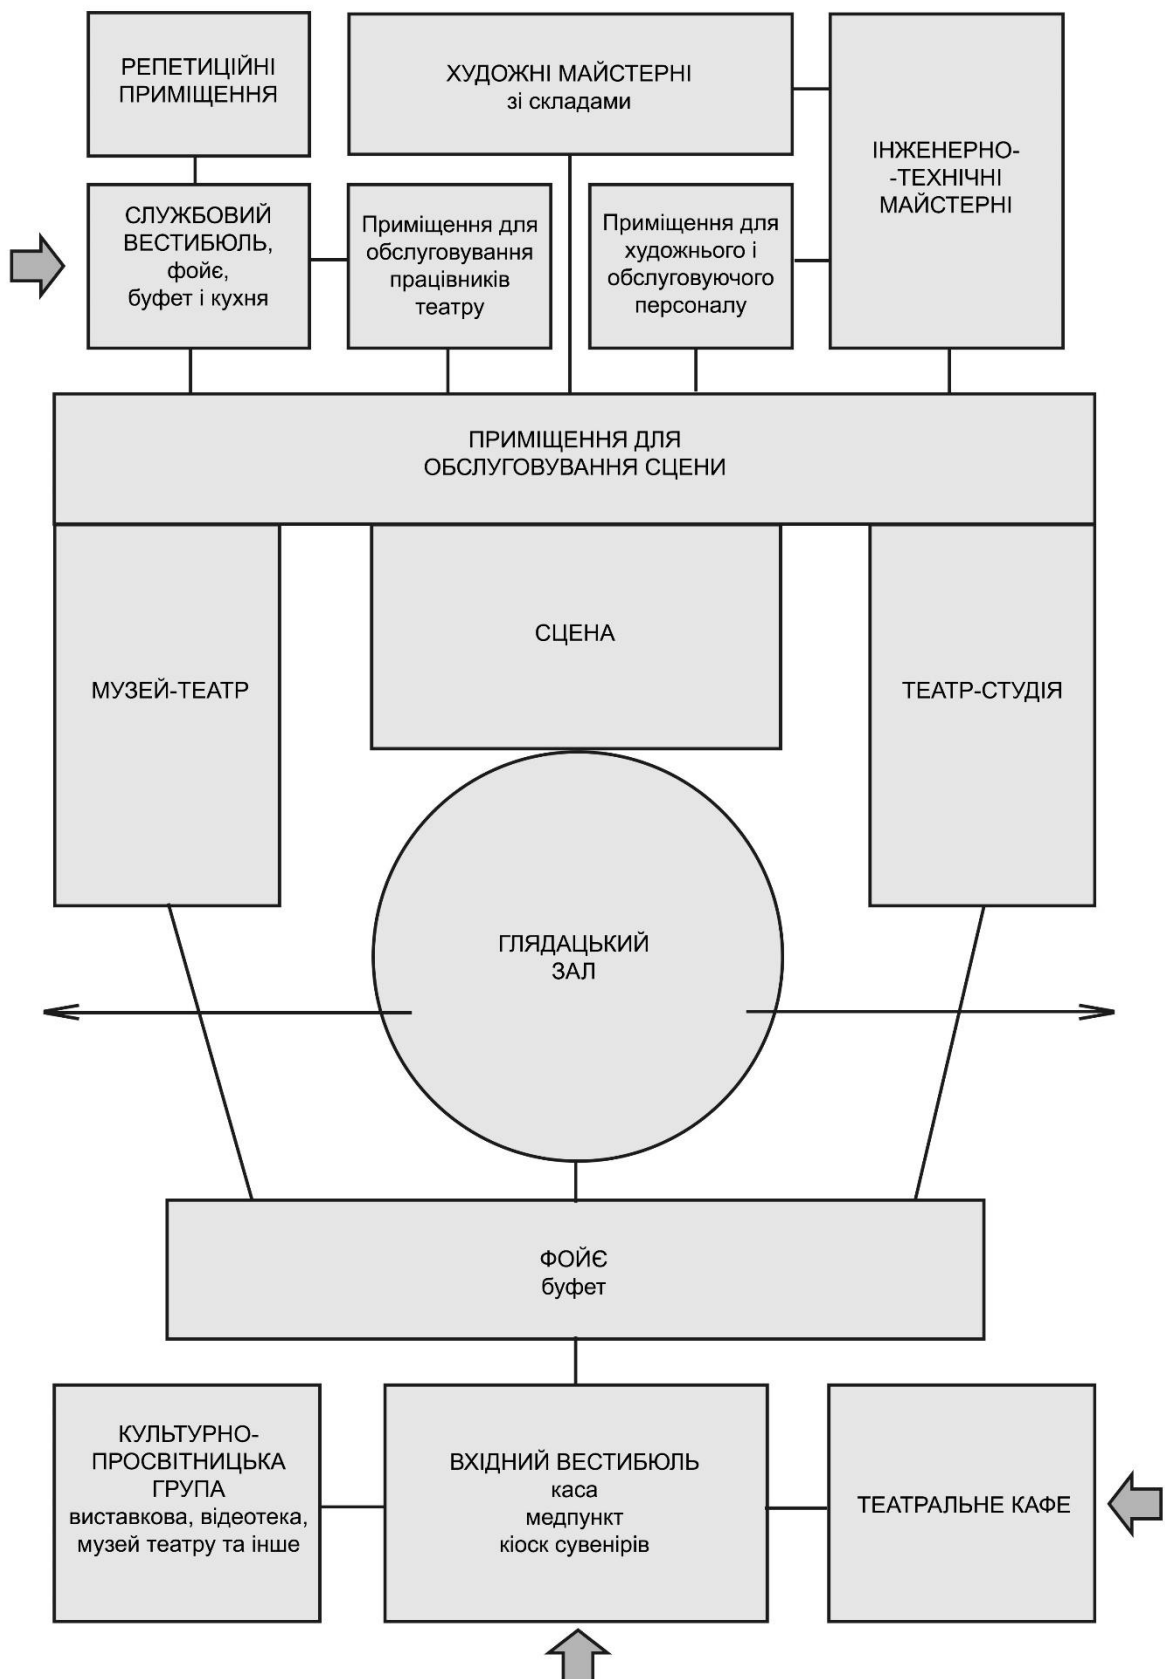 РЕПЕТИЦІЙНІ
ПРИМІЩЕННЯ
ХУДОЖНІ МАЙСТЕРНІ
зі складами
ІНЖЕНЕРНО-
-ТЕХНІЧНІ
МАЙСТЕРНІ
СЛУЖБОВИЙ
ВЕСТИБЮЛЬ,
фойє,
буфет і кухня
Приміщення для
обслуговування
працівників
театру
Приміщення для
художнього і
обслуговуючого
персоналу
ПРИМІЩЕННЯ ДЛЯ
ОБСЛУГОВУВАННЯ СЦЕНИ
МУЗЕЙ-ТЕАТР
СЦЕНА
ТЕАТР-СТУДІЯ
ГЛЯДАЦЬКИЙ
ЗАЛ
ФОЙЄ
буфет
КУЛЬТУРНО-
ПРОСВІТНИЦЬКА
ГРУПА
виставкова, відеотека,
музей театру та інше
ВХІДНИЙ ВЕСТИБЮЛЬ
каса
медпункт
кіоск сувенірів
ТЕАТРАЛЬНЕ КАФЕ